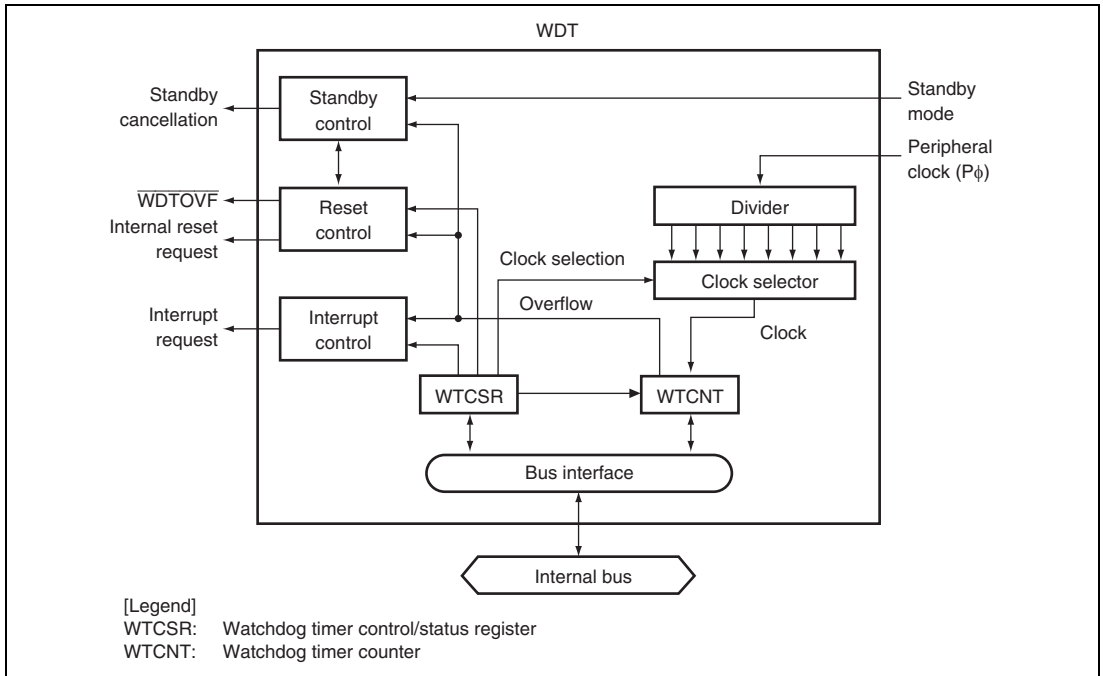 WDT
Standby
cancellation
Standby
control
Standby
mode
Peripheral
clock (Pϕ)
WDTOVF
Internal reset
request
Reset
control
Divider
Clock selection
Clock selector
Overflow
Interrupt
request
Interrupt
control
Clock
WTCSR
WTCNT
Bus interface
Internal bus
[Legend]
WTCSR: Watchdog timer control/status register
WTCNT: Watchdog timer counter